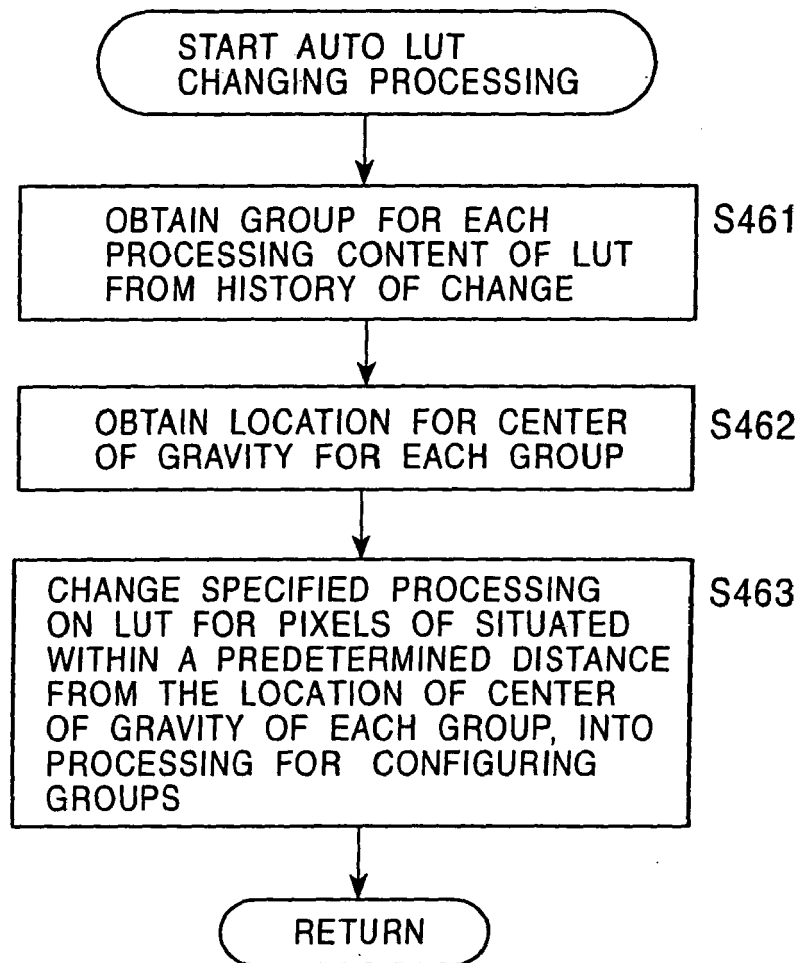 START AUTO LUT
CHANGING PROCESSING
OBTAIN GROUP FOR EACH
PROCESSING CONTENT OF LUT
FROM HISTORY OF CHANGE
S461
OBTAIN LOCATION FOR CENTER
OF GRAVITY FOR EACH GROUP
S462
CHANGE SPECIFIED PROCESSING
ON LUT FOR PIXELS OF SITUATED
WITHIN A PREDETERMINED DISTANCE
FROM THE LOCATION OF CENTER
OF GRAVITY OF EACH GROUP, INTO
PROCESSING FOR CONFIGURING
GROUPS
S463
RETURN